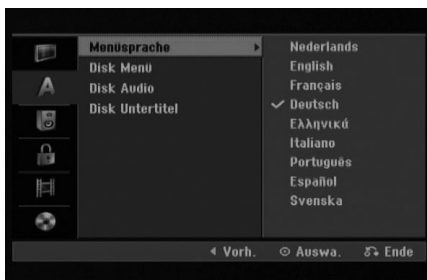 Menüsprache
Disk Menü
Disk Audio
Disk Untertitel
Nederlands
English
Français
Deutsch
Ελληνικά
Italiano
Português
Español
Svenska
Vorh. Auswa. Ende